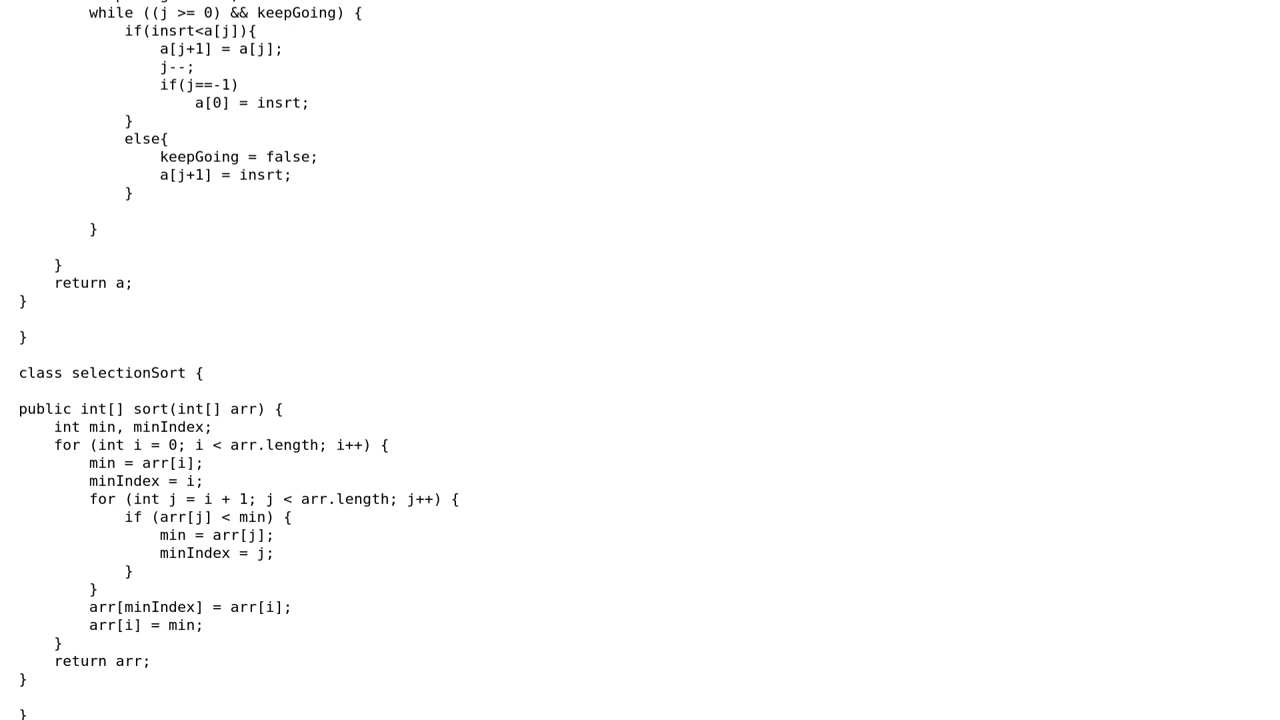 while ((j >= 0) && keepGoing) {
            if(insrt<a[j]){
                a[j+1] = a[j];
                j--;
                if(j==-1)
                    a[0] = insrt;
            }
            else{
                keepGoing = false;
                a[j+1] = insrt;
            }

        }

    }
    return a;
}

}

class selectionSort {

public int[] sort(int[] arr) {
    int min, minIndex;
    for (int i = 0; i < arr.length; i++) {
        min = arr[i];
        minIndex = i;
        for (int j = i + 1; j < arr.length; j++) {
            if (arr[j] < min) {
                min = arr[j];
                minIndex = j;
            }
        }
        arr[minIndex] = arr[i];
        arr[i] = min;
    }
    return arr;
}

}